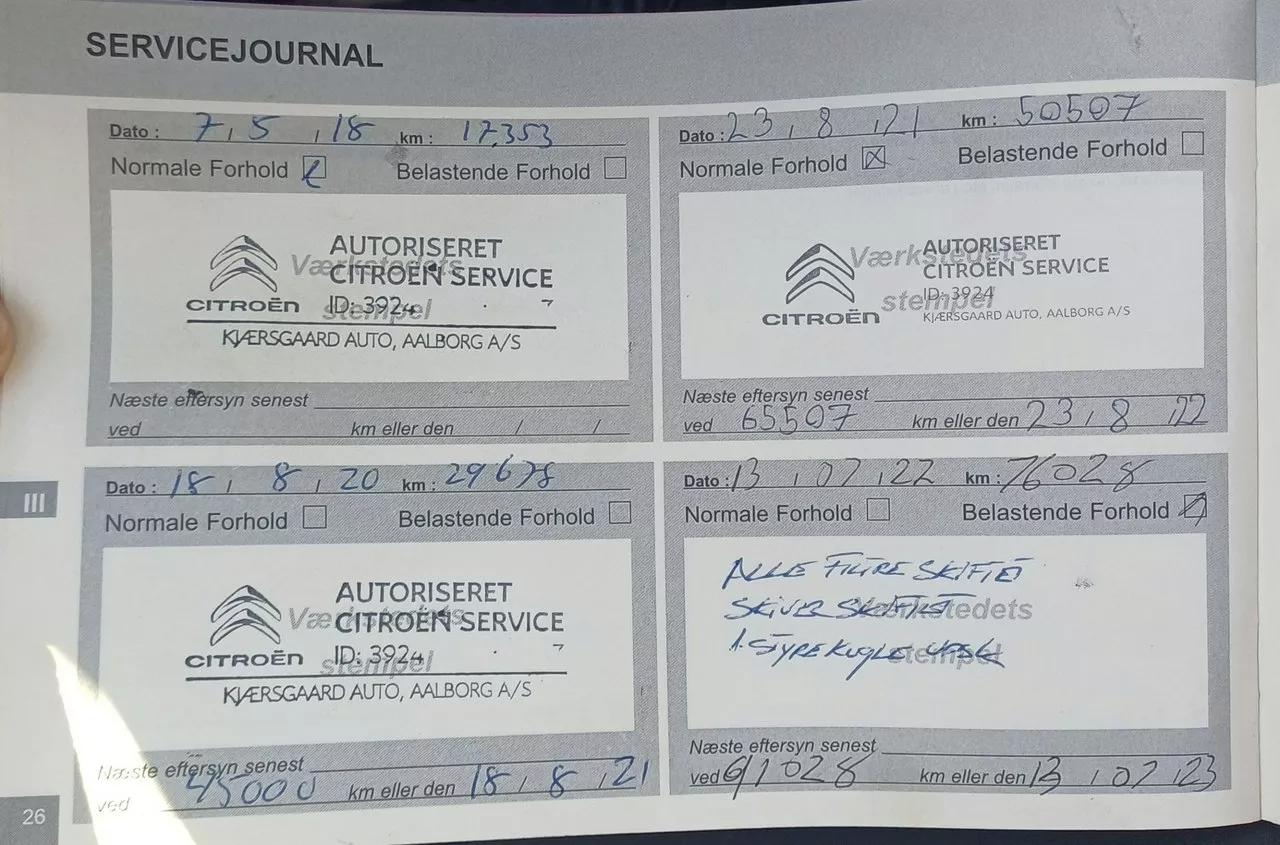 SERVICEJOURNAL
Dato : 7, 5, 18 km : 17.353
Normale Forhold Belastende Forhold
Værkstedets
stempel
AUTORISERET
CITROËN SERVICE
ID: 3924
CITROËN
KJÆRSGAARD AUTO, AALBORG A/S
Næste eftersyn senest
ved km eller den / /
Dato : 23, 8, 21 km : 50507
Normale Forhold Belastende Forhold
Værkstedets
stempel
AUTORISERET
CITROËN SERVICE
ID: 3924
CITROËN
KJÆRSGAARD AUTO, AALBORG A/S
Næste eftersyn senest
ved 65507 km eller den 23, 8, 22
Dato : 18, 8, 20 km : 29678
Normale Forhold Belastende Forhold
Værkstedets
stempel
AUTORISERET
CITROËN SERVICE
ID: 3924
CITROËN
KJÆRSGAARD AUTO, AALBORG A/S
Næste eftersyn senest
ved 45000 km eller den 18, 8, 21
Dato : 13, 07, 22 km : 76028
Normale Forhold Belastende Forhold
ALLE FILTRE SKIFTET
SKIVER SKIFTET
Værkstedets
1. STYREKUGLE
stempel
Næste eftersyn senest
ved 91028 km eller den 13, 07, 23
III
26